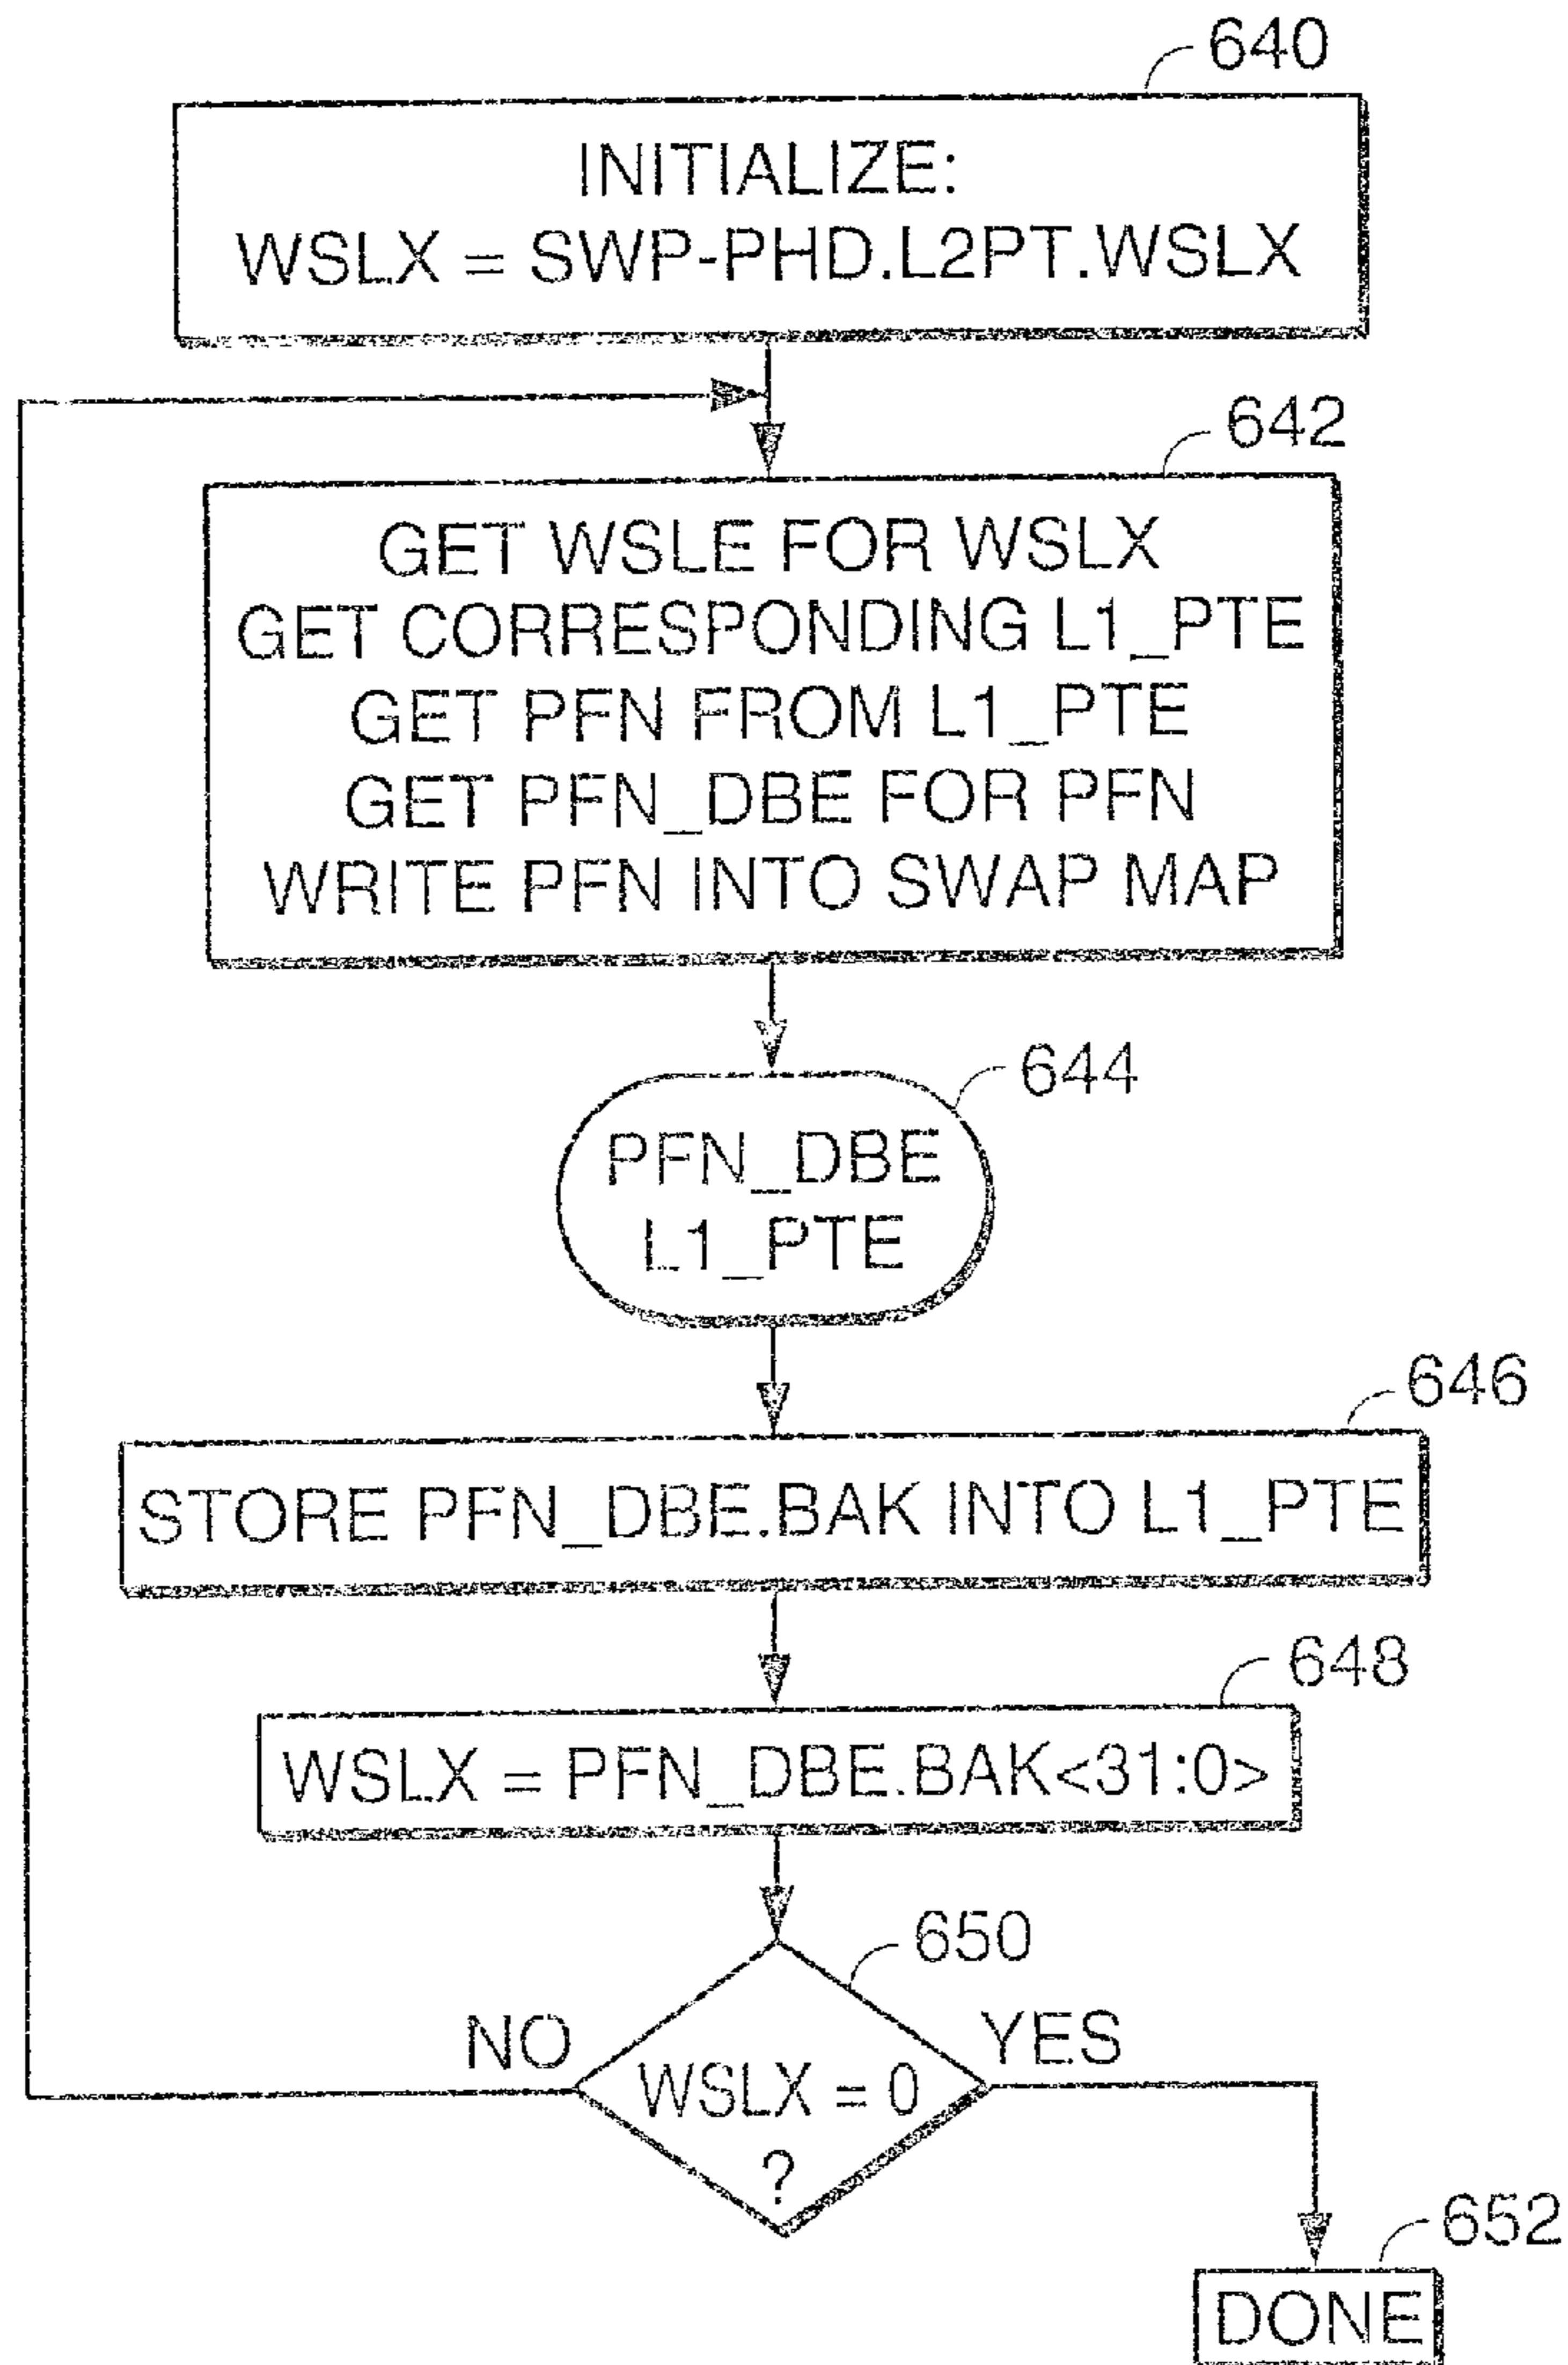 640
INITIALIZE:
WSLX = SWP-PHD.L2PT.WSLX
642
GET WSLE FOR WSLX
GET CORRESPONDING L1_PTE
GET PFN FROM L1_PTE
GET PFN_DBE FOR PFN
WRITE PFN INTO SWAP MAP
644
PFN_DBE
L1_PTE
646
STORE PFN_DBE.BAK INTO L1_PTE
648
WSLX = PFN_DBE.BAK<31:0>
650
NO
YES
WSLX = 0
?
652
DONE